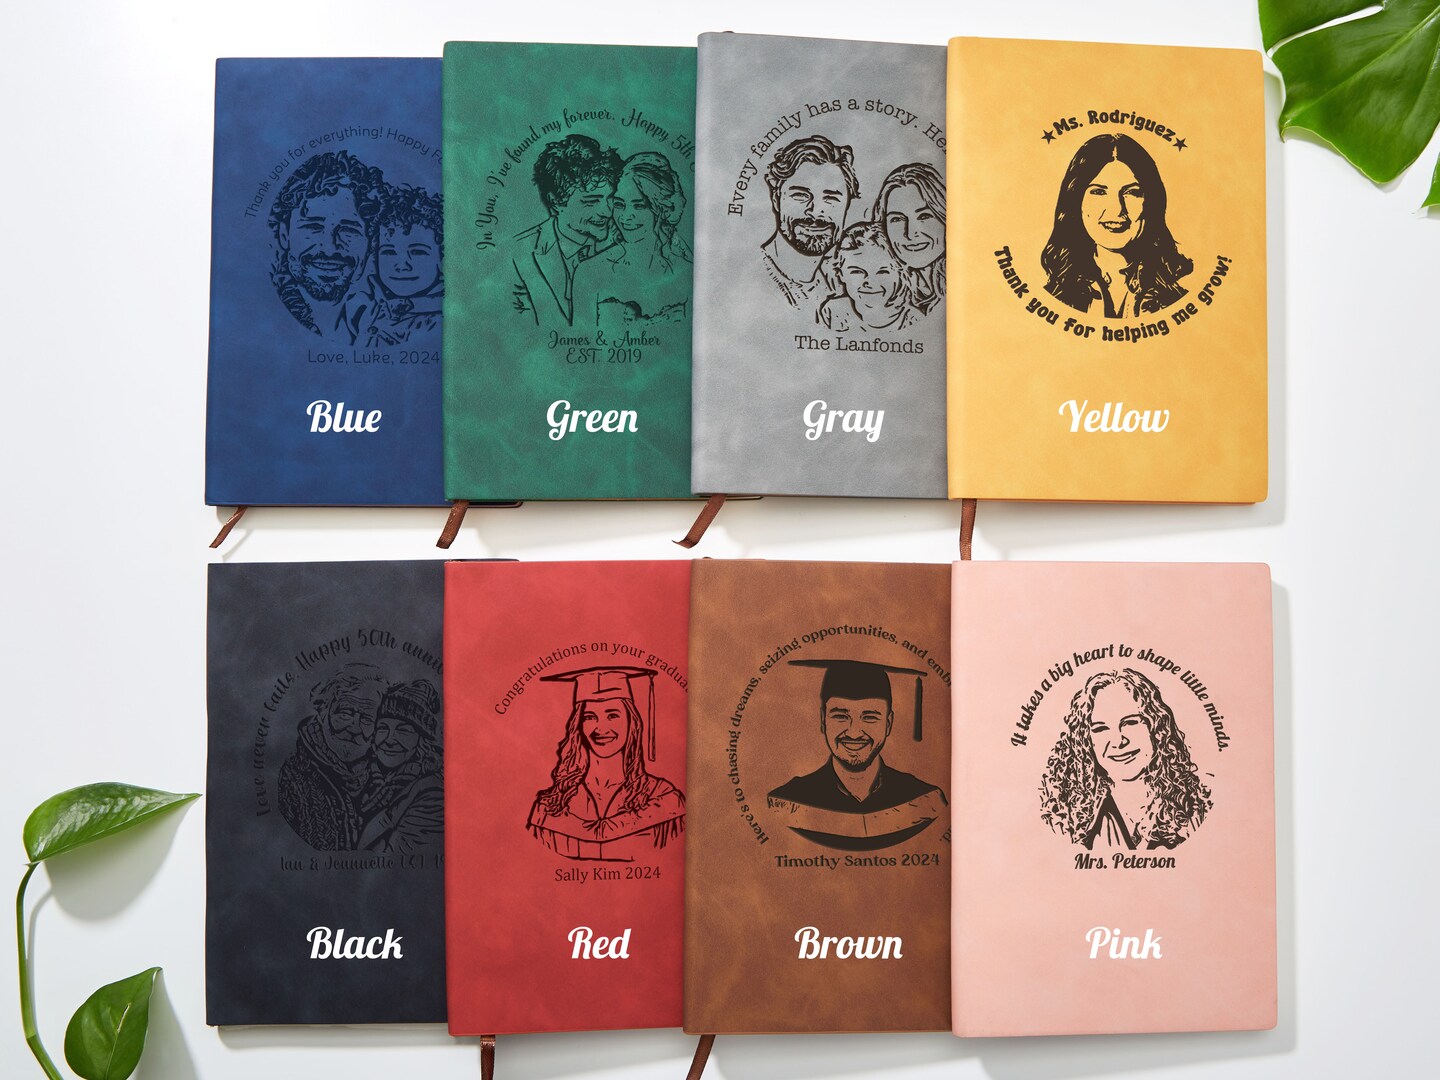 Thank you for everything! Happy F
Love, Luke, 2024
Blue
In You, I've found my forever. Happy 5th
James & Amber
EST. 2019
Green
Every family has a story. He
The Lanfonds
Gray
★Ms. Rodriguez★
Thank you for helping me grow!
Yellow
Love never fails. Happy 50th anni
Ian & Jeannette EST. 19
Black
Congratulations on your gradua
Sally Kim 2024
Red
Here's to chasing dreams, seizing opportunities, and emb
Timothy Santos 2024
Brown
It takes a big heart to shape little minds.
Mrs. Peterson
Pink